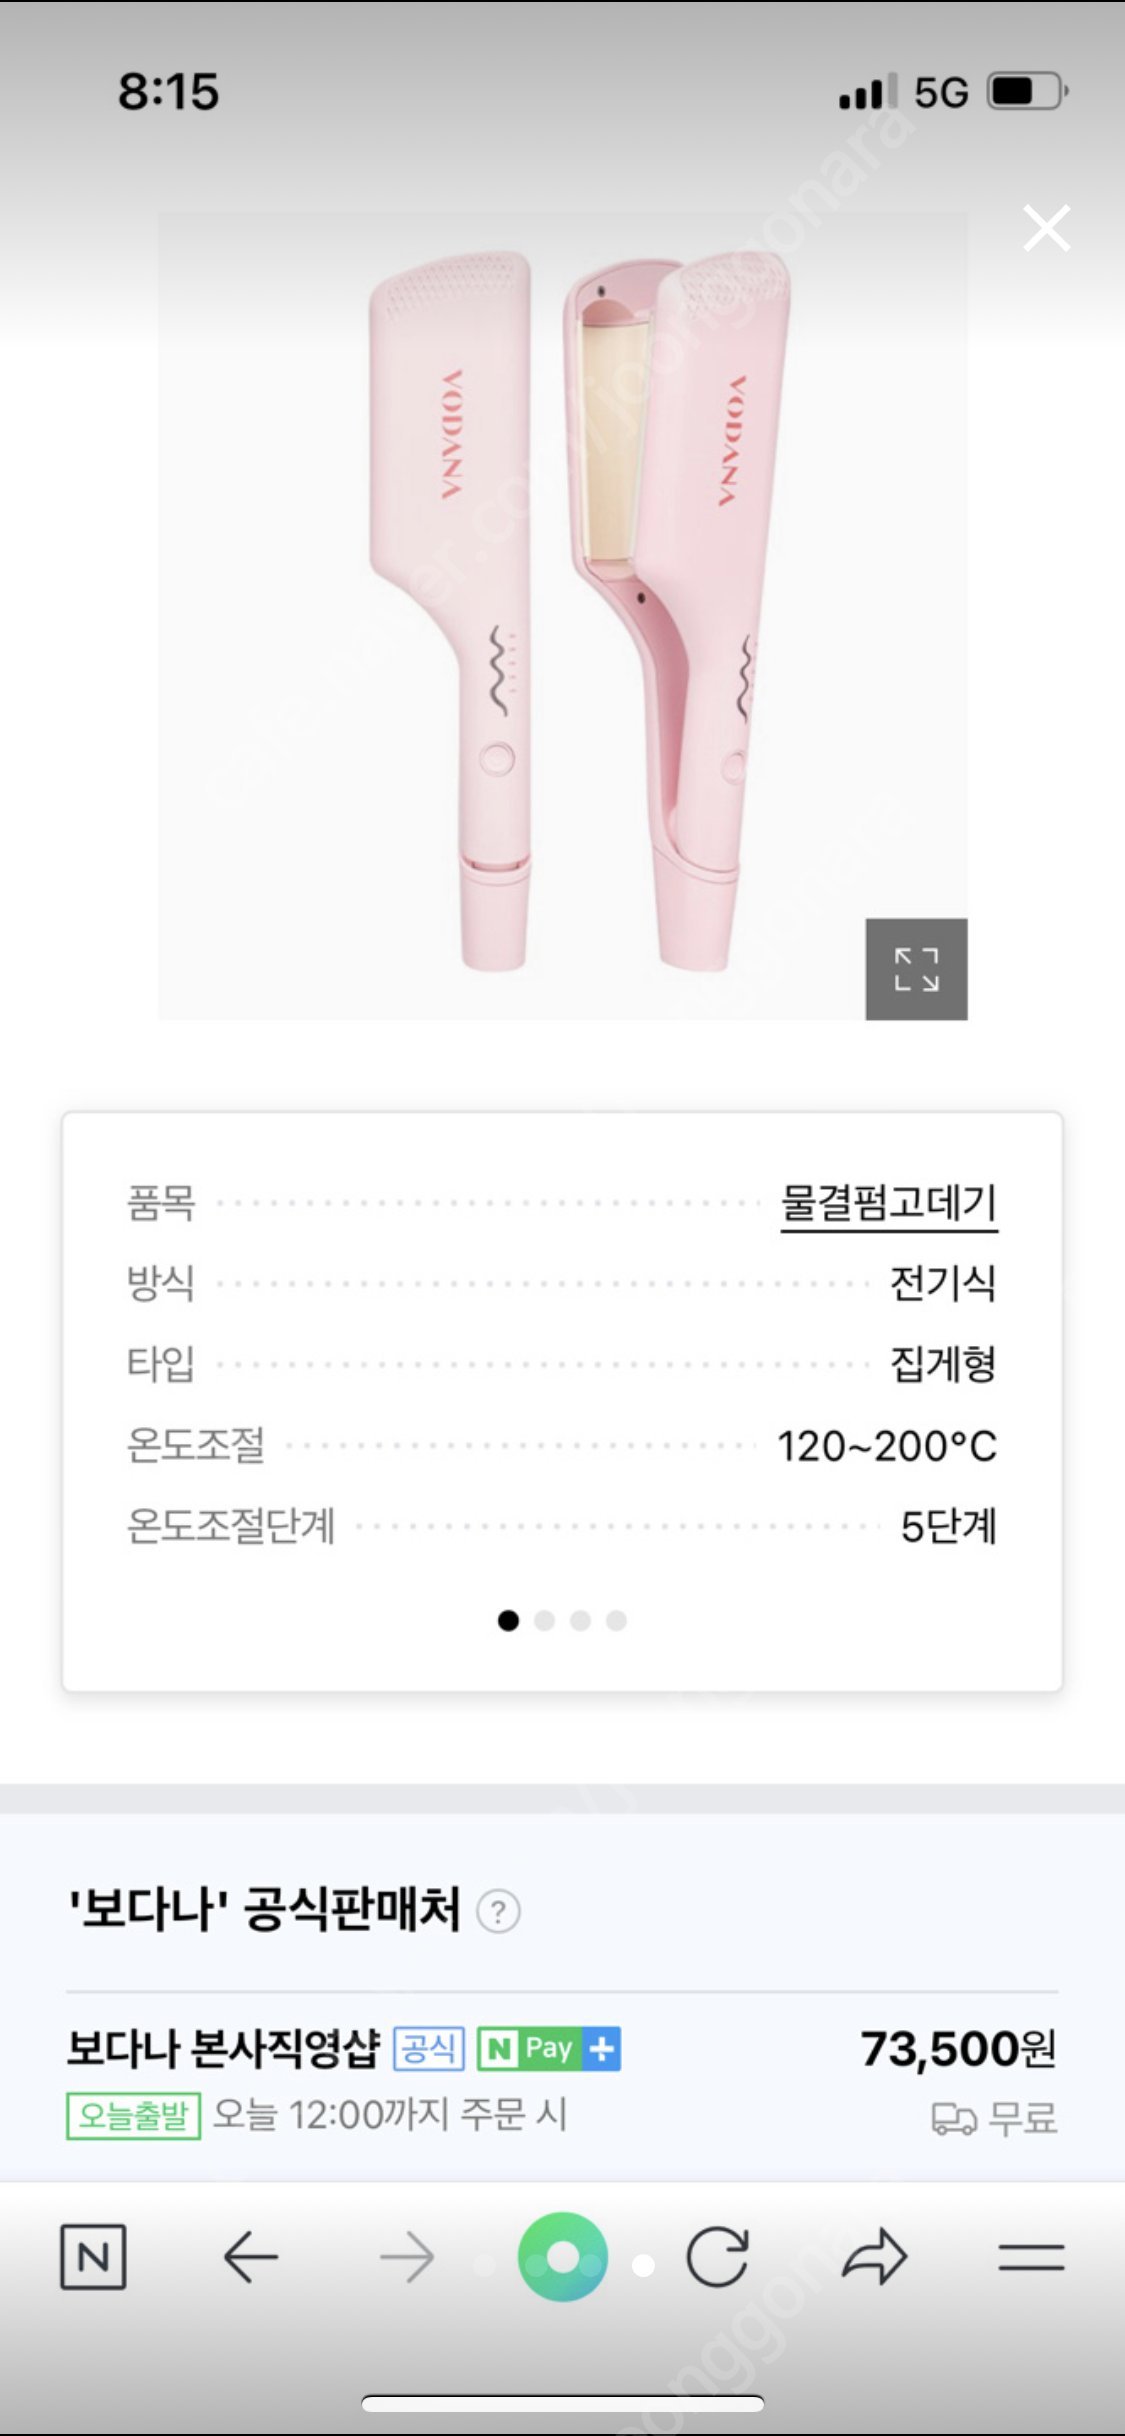 8:15 5G
VODANA VODANA
품목 물결펌고데기
방식 전기식
타입 집게형
온도조절 120~200°C
온도조절단계 5단계
'보다나' 공식판매처 ?
보다나 본사직영샵 공식 N Pay + 73,500원
오늘출발 오늘 12:00까지 주문 시 무료
N